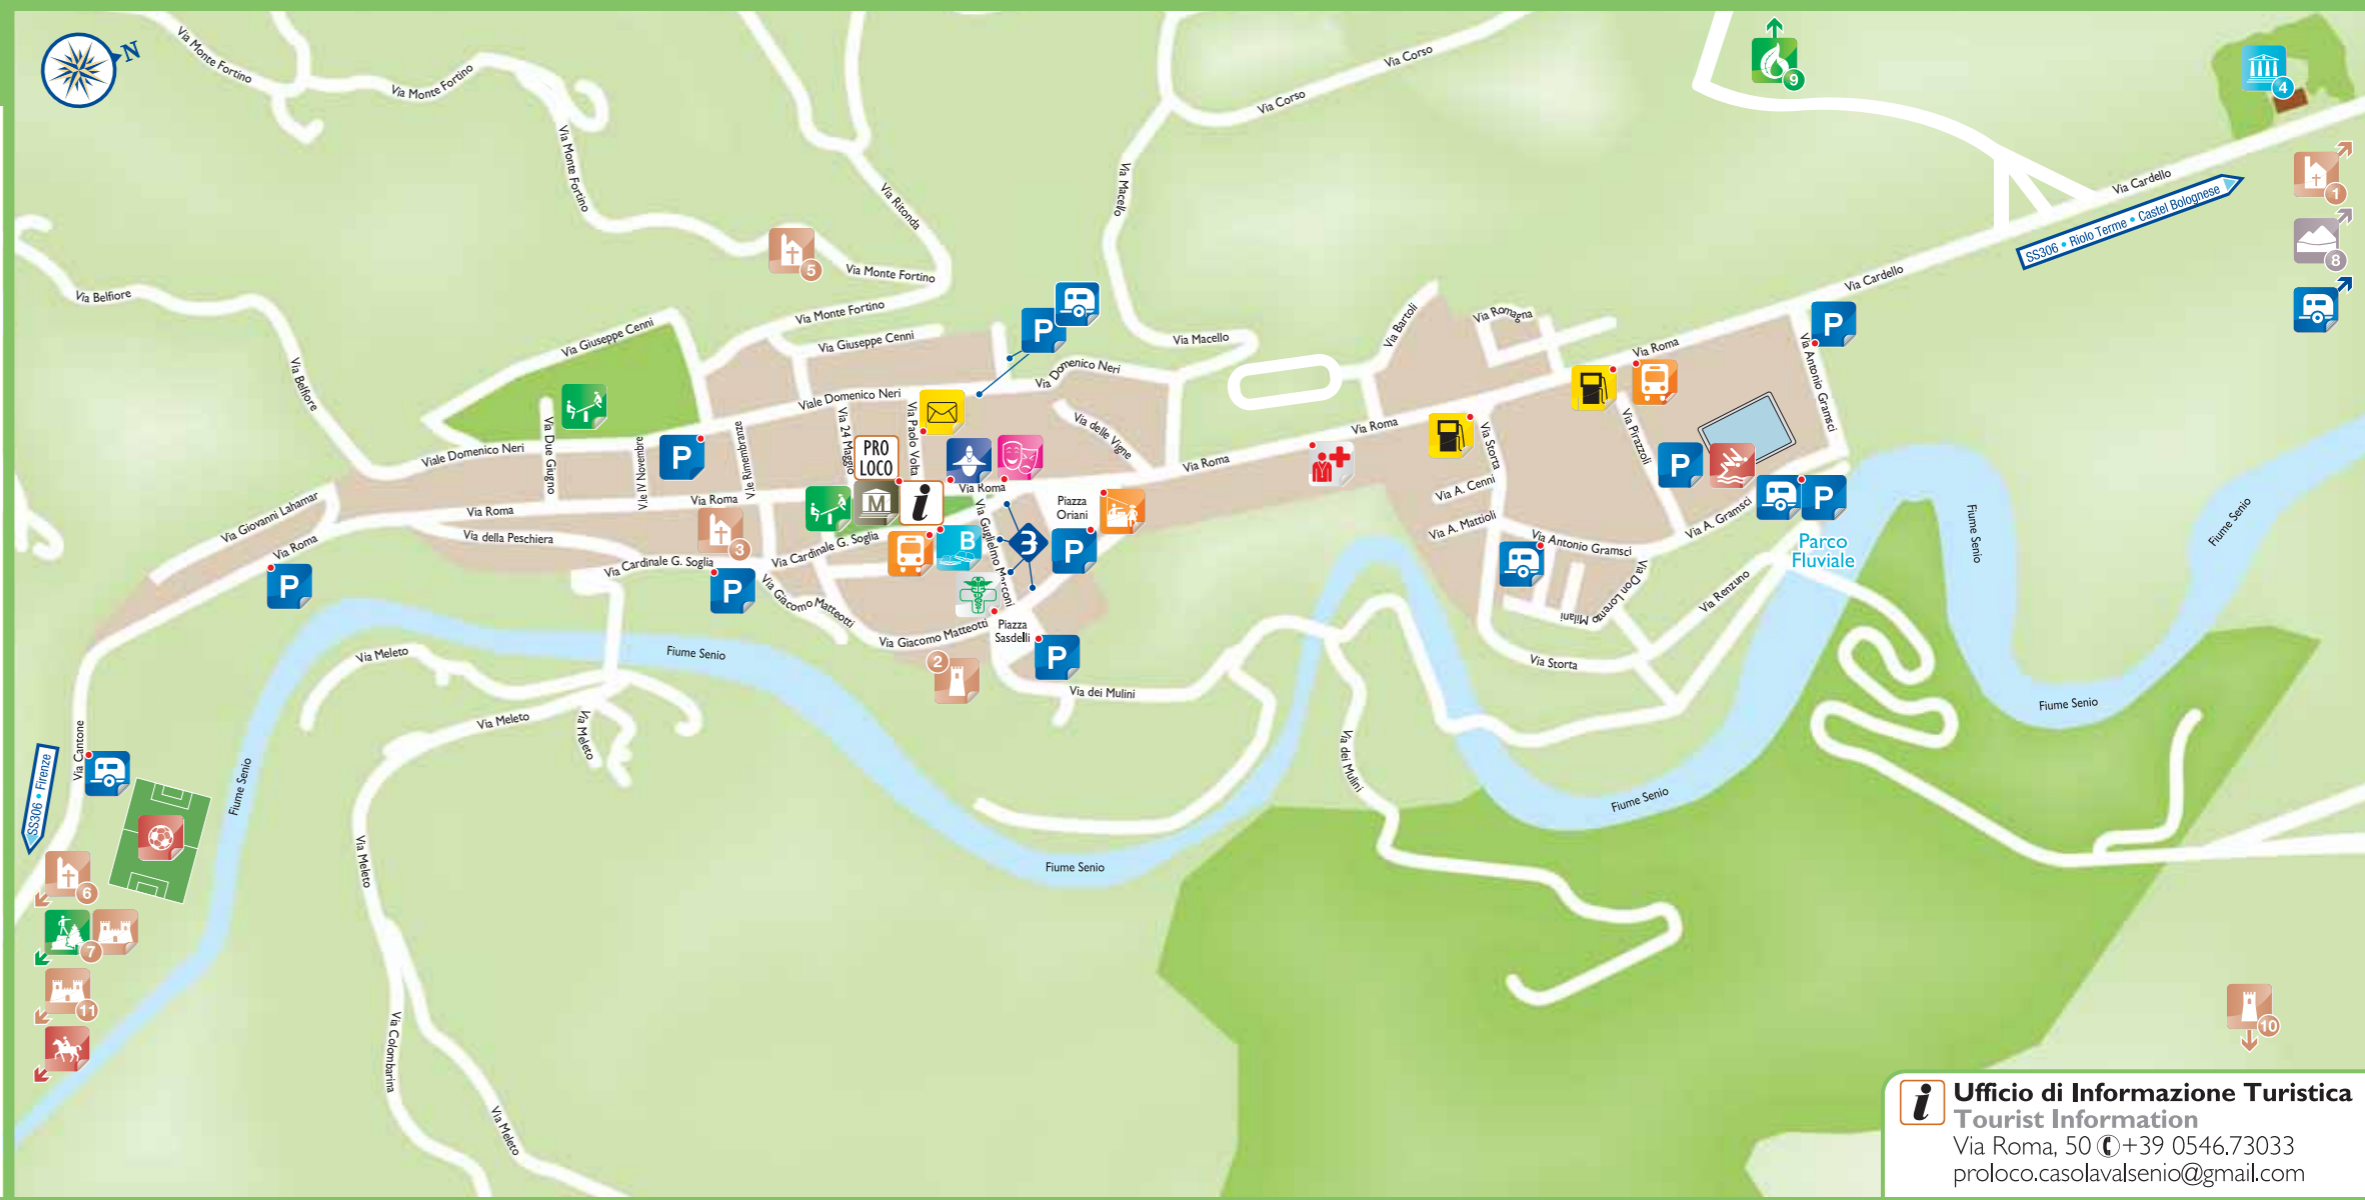 N
Via Monte Fortino
Via Monte Fortino
Via Monte Fortino
Via Corso
Via Corso
9
4
Via Macello
Via Ritonda
Via Cardello
SS306 • Riolo Terme • Castel Bolognese
1
8
5
Via Monte Fortino
Via Belfiore
Via Monte Fortino
Via Cardello
Via Giuseppe Cenni
Via Giuseppe Cenni
P
Via Macello
Via Bartoli
Via Romagna
Via Roma
P
Via Belfiore
Via Domenico Neri
Via Antonio Gramsci
Viale Domenico Neri
Via 24 Maggio
Via Paolo Volta
Via delle Vigne
Via Roma
Via Storta
Via Pirazzoli
Viale Domenico Neri
Via Due Giugno
V.le IV Novembre
P
V.le Rimembranze
PRO
LOCO
Via Roma
P
Via Giovanni Lahamar
Via Roma
Via Roma
M
i
Via Roma
Piazza
Oriani
Via A. Cenni
Via A. Mattioli
Via A. Gramsci
P
Via Roma
Via della Peschiera
3
Via Cardinale G. Soglia
B
Via Guglielmo Marconi
3
P
Via Antonio Gramsci
Parco
Fluviale
Fiume Senio
Fiume Senio
P
Via Cardinale G. Soglia
P
Via Giacomo Matteotti
Via Don Lorenzo Milani
Via Renzuno
Via Giacomo Matteotti
Piazza
Sasdelli
P
2
Via Meleto
Fiume Senio
Via Storta
Via dei Mulini
Fiume Senio
Via Meleto
Via Meleto
Via Cantone
SS306 • Firenze
Fiume Senio
Via dei Mulini
Fiume Senio
Via Meleto
Fiume Senio
6
7
11
Via Colombarina
Via Meleto
10
i
Ufficio di Informazione Turistica
Tourist Information
Via Roma, 50 +39 0546.73033
proloco.casolavalsenio@gmail.com